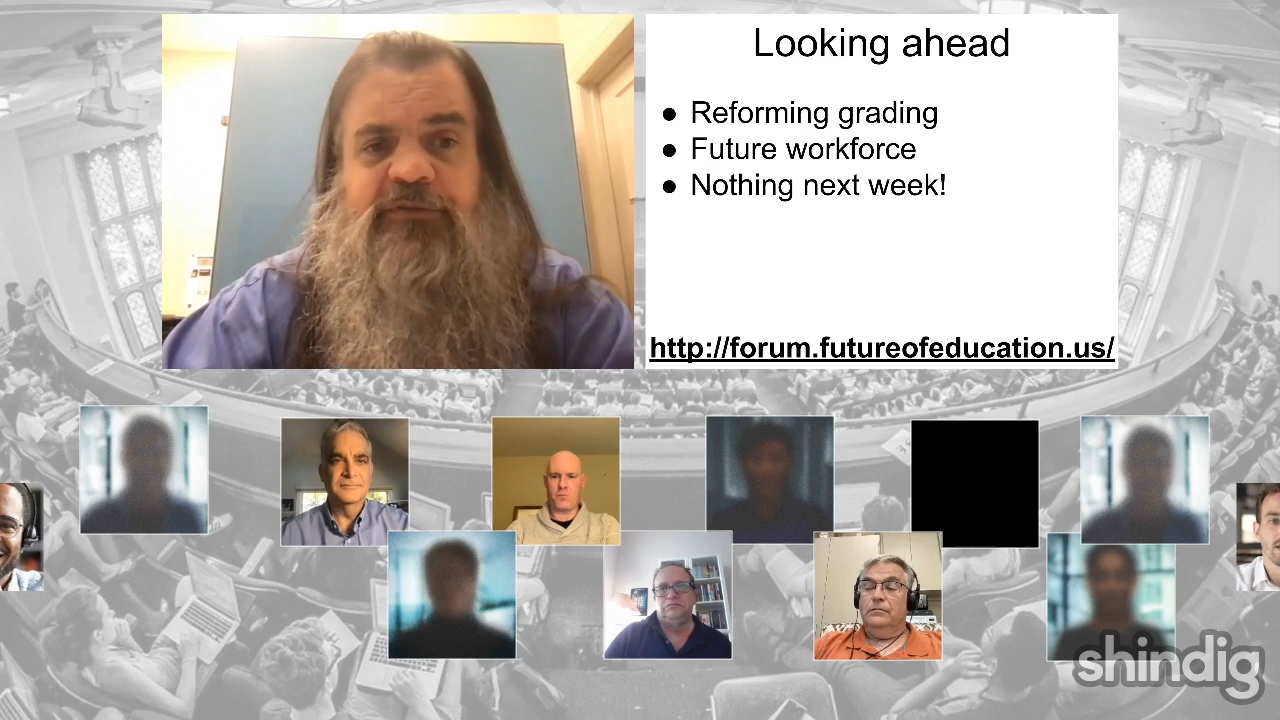 Looking ahead
● Reforming grading
● Future workforce
● Nothing next week!
http://forum.futureofeducation.us/
shindig